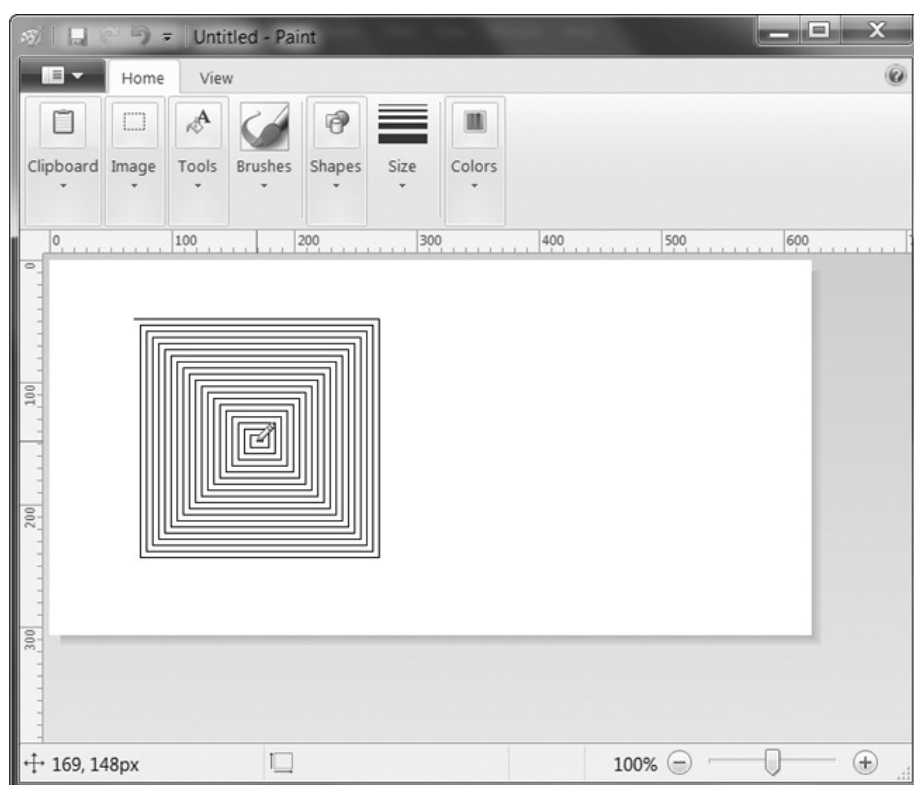 Untitled - Paint
Home View
Clipboard Image Tools Brushes Shapes Size Colors
0 100 200 300 400 500 600
0
100
200
300
169, 148px 100%